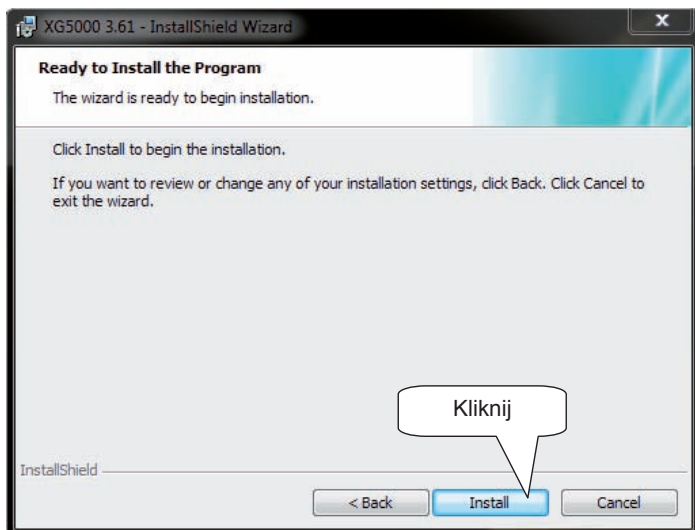 XG5000 3.61 - InstallShield Wizard
Ready to Install the Program
The wizard is ready to begin installation.
Click Install to begin the installation.
If you want to review or change any of your installation settings, click Back. Click Cancel to
exit the wizard.
Kliknij
InstallShield
< Back Install Cancel